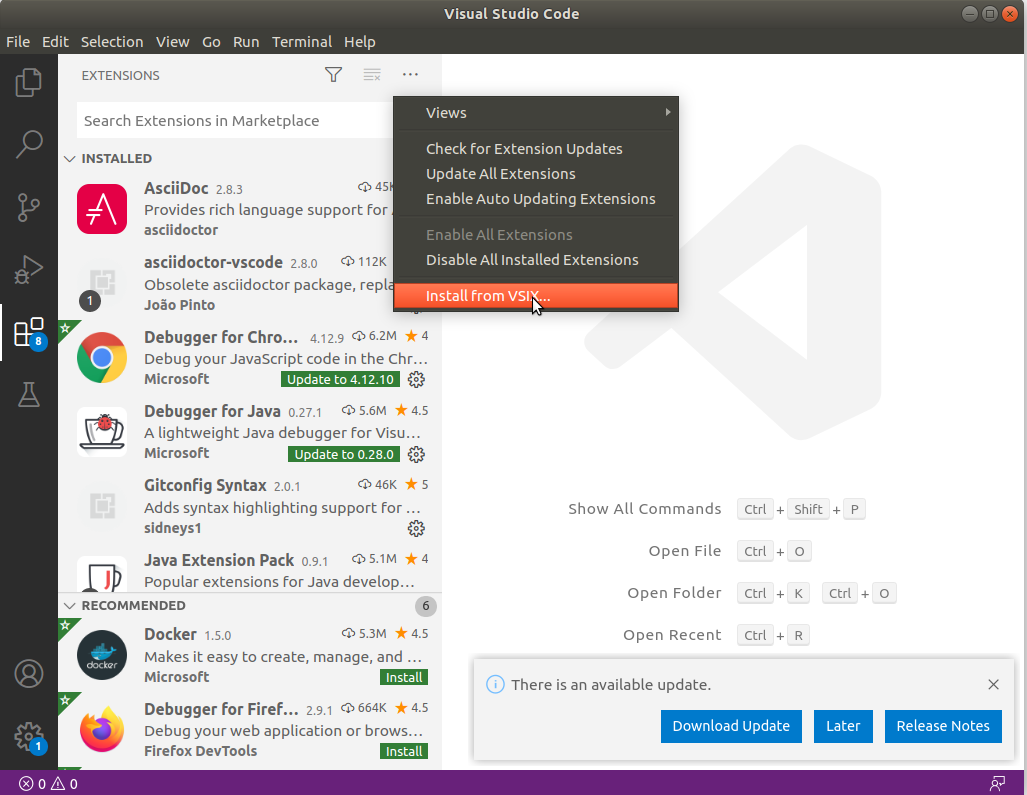 Visual Studio Code
File Edit Selection View Go Run Terminal Help
EXTENSIONS
Search Extensions in Marketplace
Views
Check for Extension Updates
Update All Extensions
Enable Auto Updating Extensions
Enable All Extensions
Disable All Installed Extensions
Install from VSIX...
INSTALLED
AsciiDoc 2.8.3 45K
Provides rich language support for
asciidoctor
asciidoctor-vscode 2.8.0 112K
Obsolete asciidoctor package, repla
João Pinto
1
Debugger for Chro... 4.12.9 6.2M 4
Debug your JavaScript code in the Chr...
Microsoft Update to 4.12.10
8
Debugger for Java 0.27.1 5.6M 4.5
A lightweight Java debugger for Visu...
Microsoft Update to 0.28.0
Gitconfig Syntax 2.0.1 46K 5
Adds syntax highlighting support for ...
sidneys1
Java Extension Pack 0.9.1 5.1M 4
Popular extensions for Java develop...
RECOMMENDED 6
Docker 1.5.0 5.3M 4.5
Makes it easy to create, manage, and ...
Microsoft Install
docker
Debugger for Firef... 2.9.1 664K 4.5
Debug your web application or brows...
Firefox DevTools Install
1
Show All Commands Ctrl + Shift + P
Open File Ctrl + O
Open Folder Ctrl + K Ctrl + O
Open Recent Ctrl + R
There is an available update.
Download Update Later Release Notes
0 0